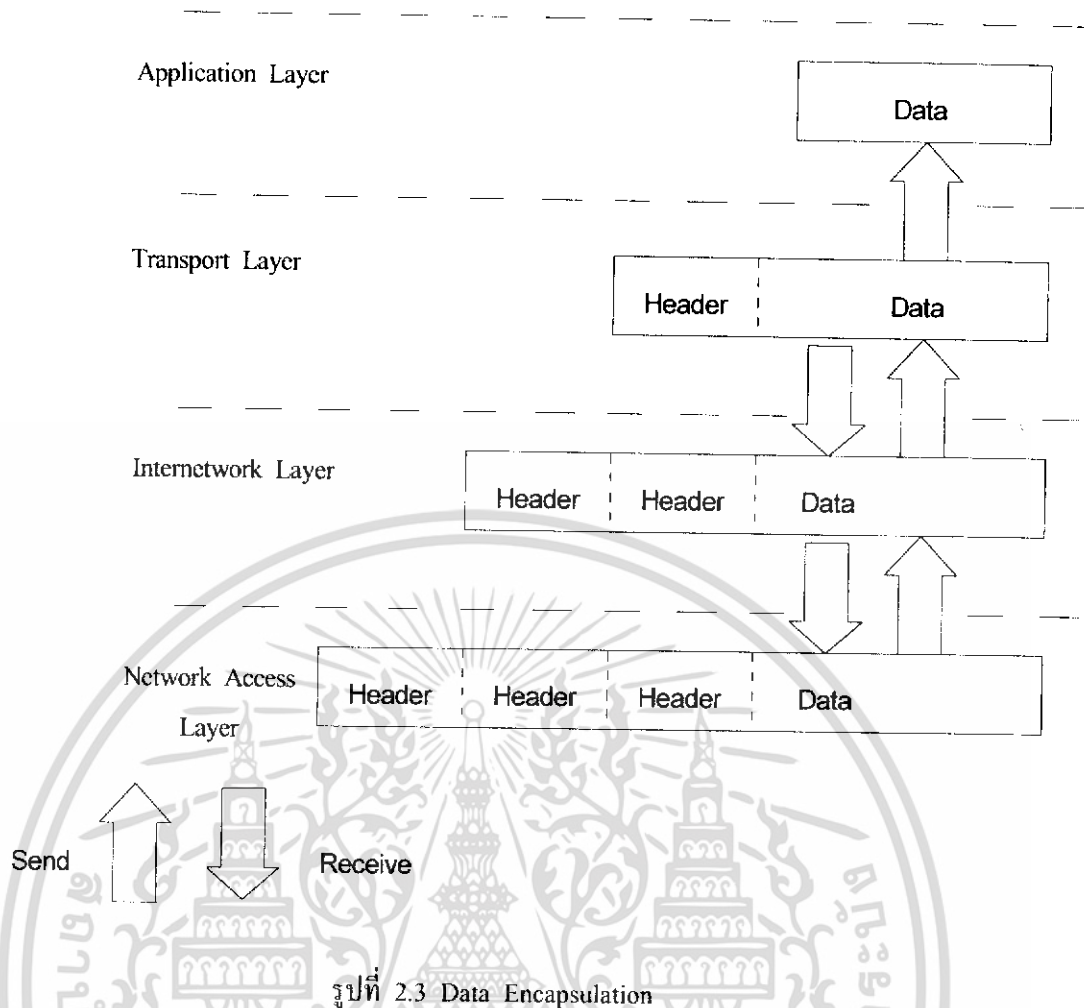 Application Layer
Data
Transport Layer
Header Data
Internetwork Layer
Header Header Data
Network Access
Layer
Header Header Header Data
Send Receive
รูปที่ 2.3 Data Encapsulation